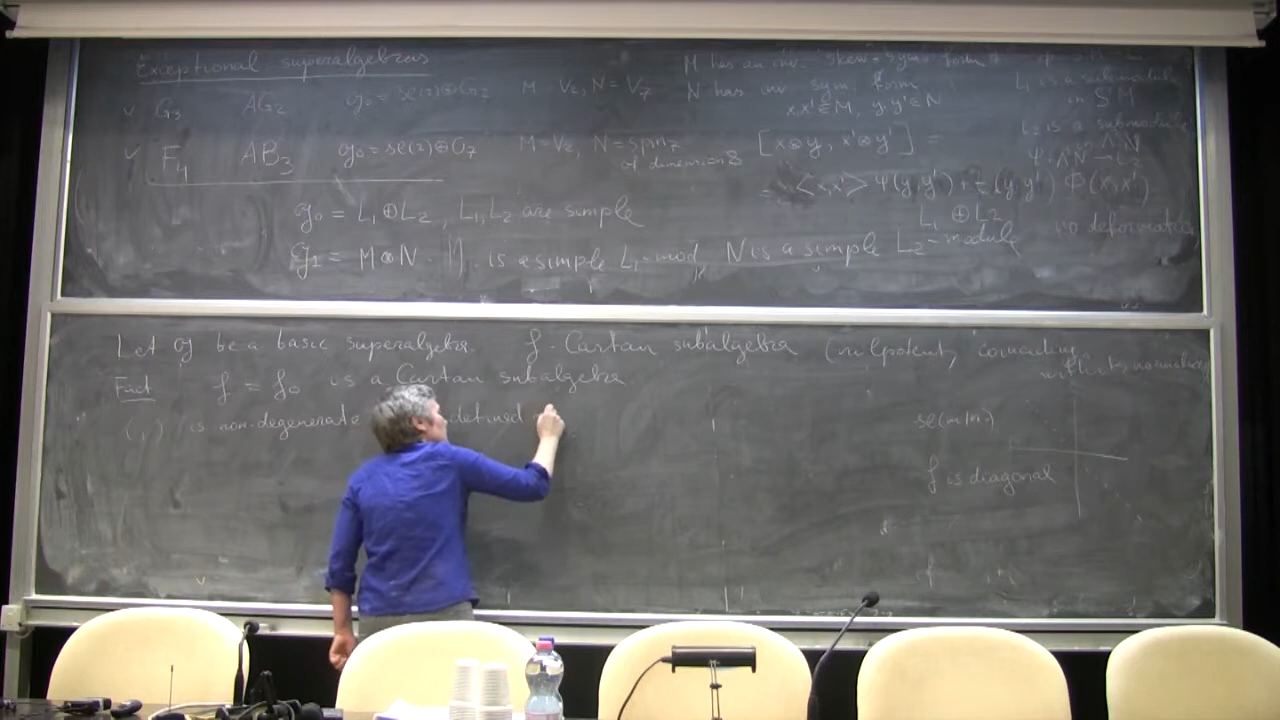 Exceptional superalgebras
G₃ AG₂ 𝔤₀ = sl(2)⊕G₂ M = V₂, N = V₇
F₄ AB₃ 𝔤₀ = sl(2)⊕O₇ M = V₂, N = spin₇
of dimension 8
𝔤₀ = L₁ ⊕ L₂, L₁, L₂ are simple
𝔤₁ = M⊗N. M is a simple L₁-mod, N is a simple L₂-module
M has an inv. skew-sym. form
N has inv sym. form
x,x' ∈ M, y,y' ∈ N
[x⊗y, x'⊗y'] =
= <x,x'> Ψ(y,y') + (y,y') Φ(x,x')
L₁ ⊕ L₂
L₁ is a submodule
in S²M
L₂ is a submodule
Λ²N
Ψ: Λ²N → L₂
no deformation
Let 𝔤 be a basic superalgebra. 𝔥 - Cartan subalgebra (nilpotent, coinciding
with its normalizer
Fact 𝔥 = 𝔥₀ is a Cartan subalgebra
( , ) is non-degenerate defined
sl(m|n)
𝔥 is diagonal